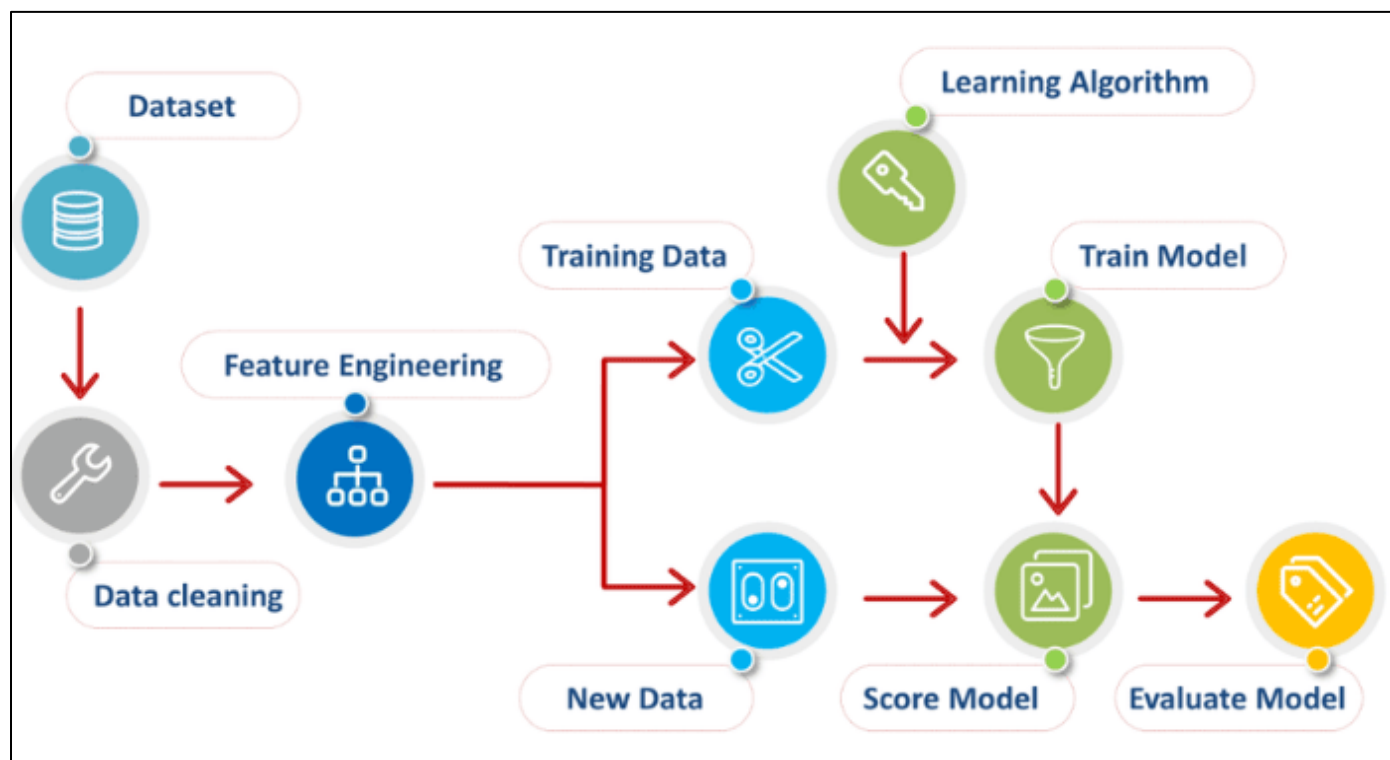 Dataset
Learning Algorithm
Training Data
Train Model
Feature Engineering
Data cleaning
New Data
Score Model
Evaluate Model